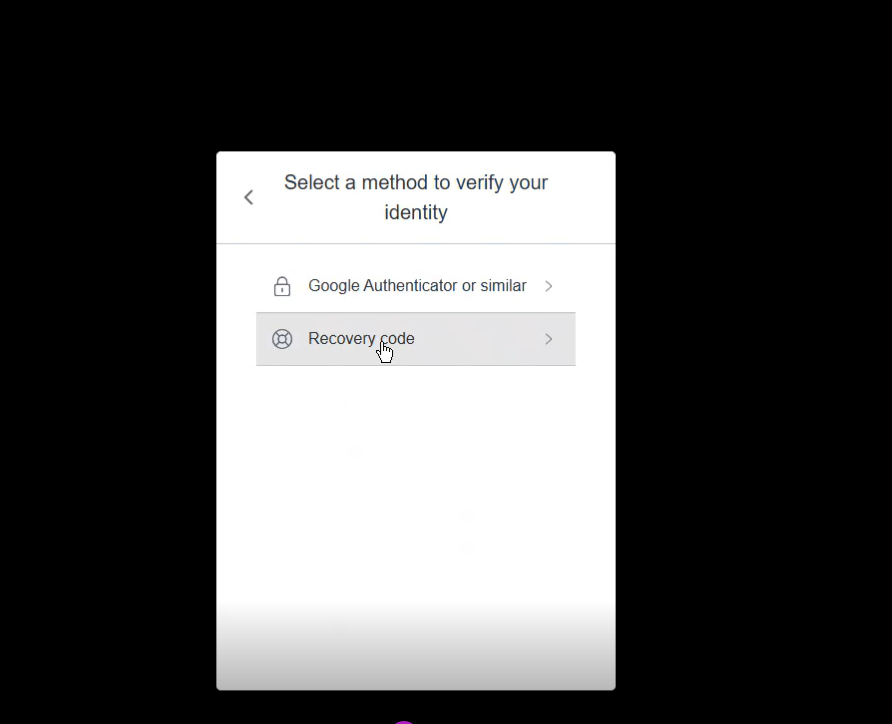 Select a method to verify your
identity
Google Authenticator or similar
Recovery code